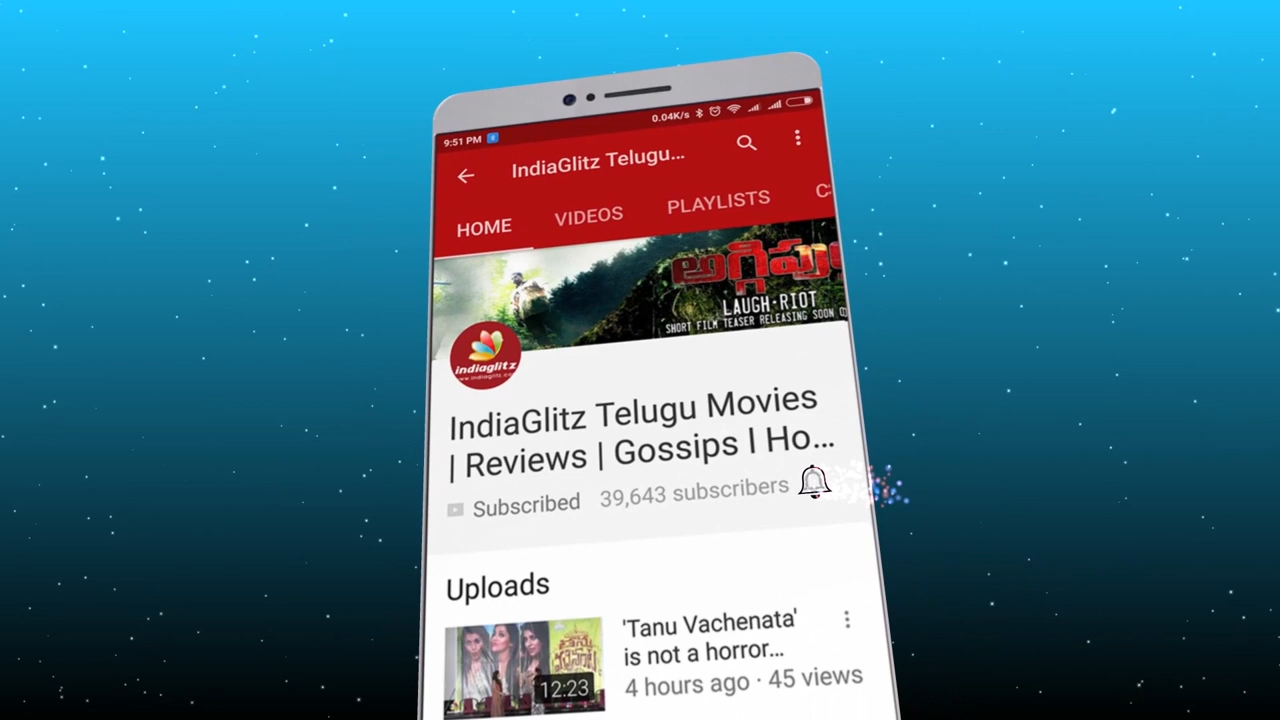 9:51 PM
0.04K/s
IndiaGlitz Telugu...
HOME
VIDEOS
PLAYLISTS
LAUGH·RIOT
SHORT FILM TEASER RELEASING SOON
indiaglitz
IndiaGlitz Telugu Movies
| Reviews | Gossips l Ho...
Subscribed 39,643 subscribers
Uploads
'Tanu Vachenata'
is not a horror...
4 hours ago · 45 views
12:23